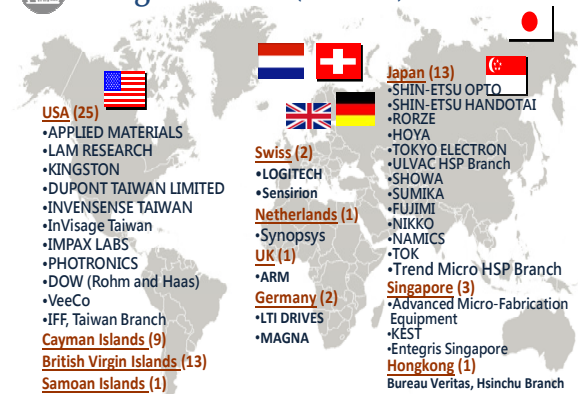 USA (25)
•APPLIED MATERIALS
•LAM RESEARCH
•KINGSTON
•DUPONT TAIWAN LIMITED
•INVENSENSE TAIWAN
•InVisage Taiwan
•IMPAX LABS
•PHOTRONICS
•DOW (Rohm and Haas)
•VeeCo
•IFF, Taiwan Branch
Cayman Islands (9)
British Virgin Islands (13)
Samoan Islands (1)
Swiss (2)
•LOGITECH
•Sensirion
Netherlands (1)
•Synopsys
UK (1)
•ARM
Germany (2)
•LTI DRIVES
•MAGNA
Japan (13)
•SHIN-ETSU OPTO
•SHIN-ETSU HANDOTAI
•RORZE
•HOYA
•TOKYO ELECTRON
•ULVAC HSP Branch
•SHOWA
•SUMIKA
•FUJIMI
•NIKKO
•NAMICS
•TOK
•Trend Micro HSP Branch
Singapore (3)
•Advanced Micro-Fabrication
Equipment
•KEST
•Entegris Singapore
Hongkong (1)
Bureau Veritas, Hsinchu Branch